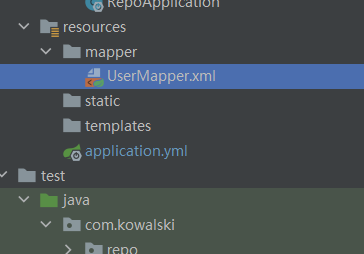 RepoApplication
resources
mapper
UserMapper.xml
static
templates
application.yml
test
java
com.kowalski
repo